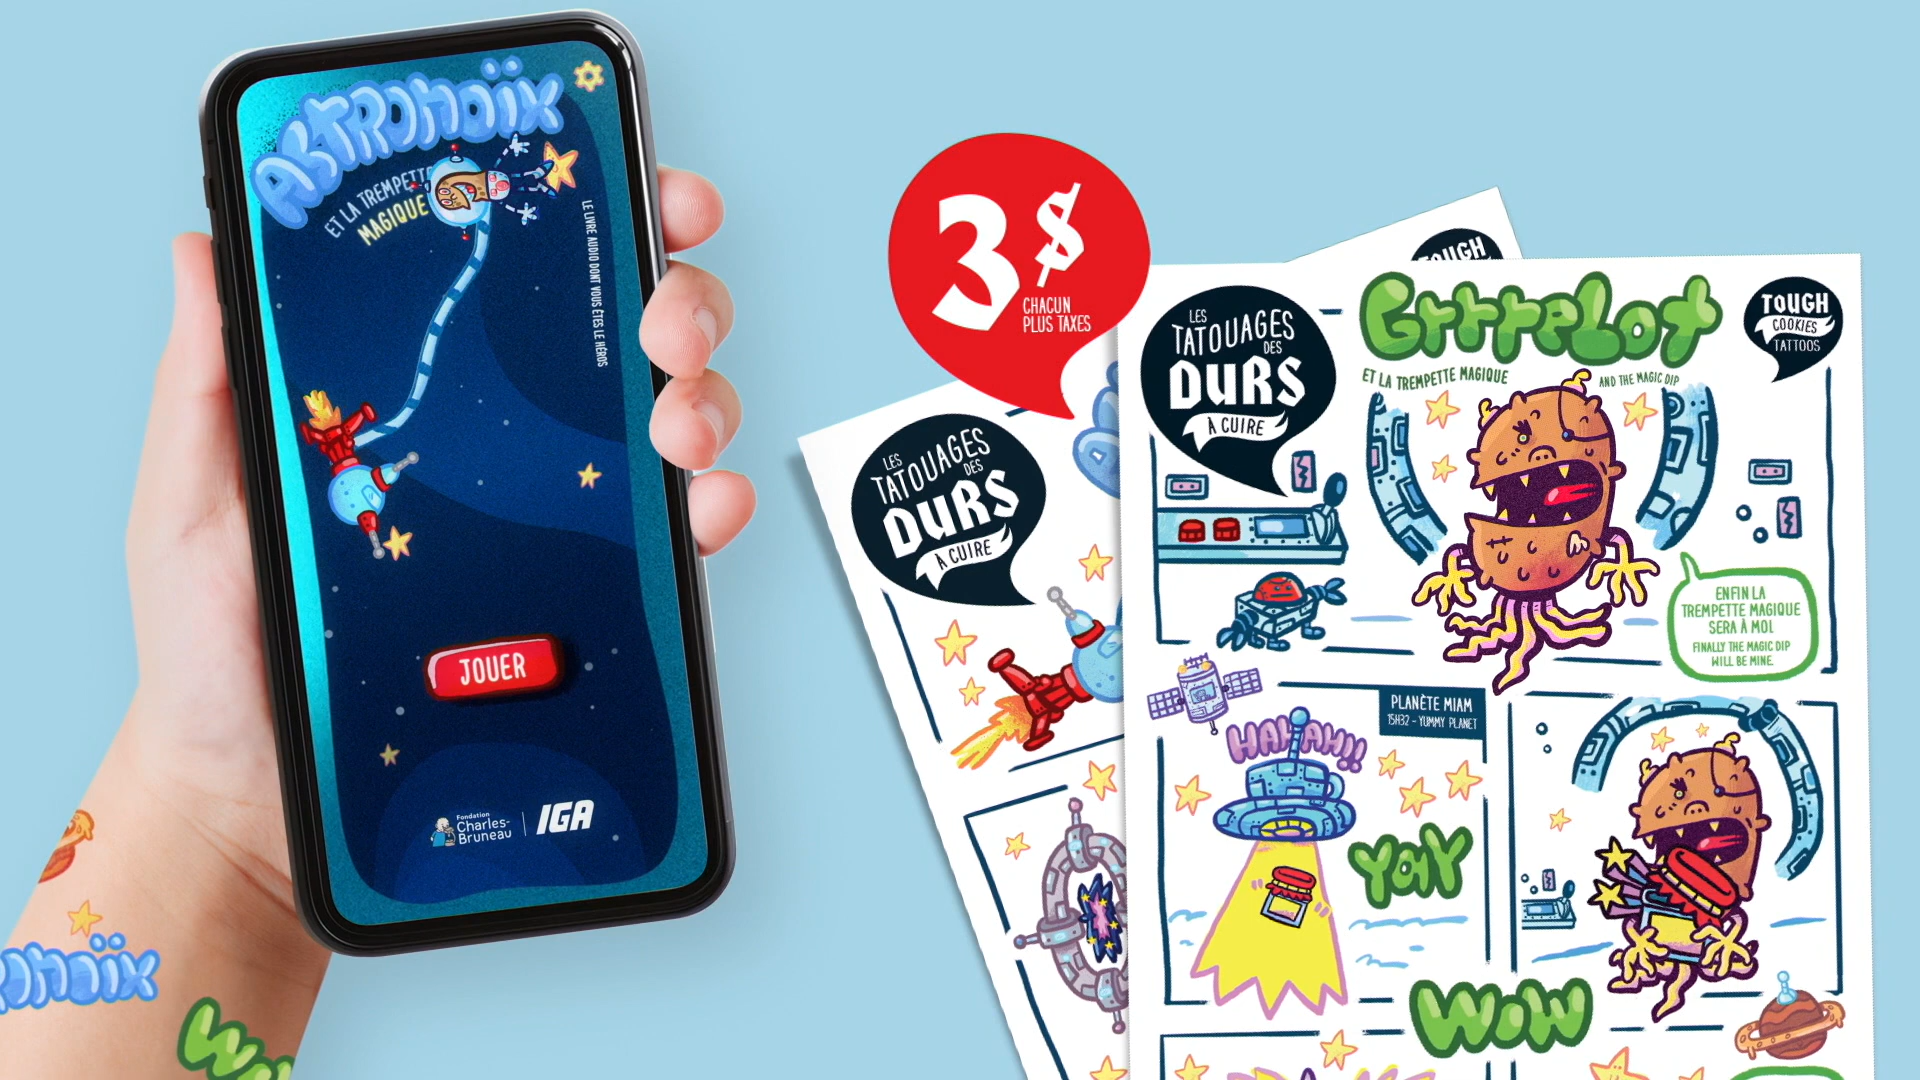 ASTRONOÏX
ET LA TREMPETTE
MAGIQUE
LE LIVRE AUDIO DONT VOUS ÊTES LE HÉROS
JOUER
Fondation
Charles-
Bruneau
IGA
3$
CHACUN
PLUS TAXES
TOUGH
LES
TATOUAGES
DES
DURS
À CUIRE
LES
TATOUAGES
DES
DURS
À CUIRE
Grrrelot
ET LA TREMPETTE MAGIQUE
AND THE MAGIC DIP
TOUGH
COOKIES
TATTOOS
ENFIN LA
TREMPETTE MAGIQUE
SERA À MOI.
FINALLY THE MAGIC DIP
WILL BE MINE.
PLANÈTE MIAM
15H32 - YUMMY PLANET
HAHAH!!
YAY
WOW